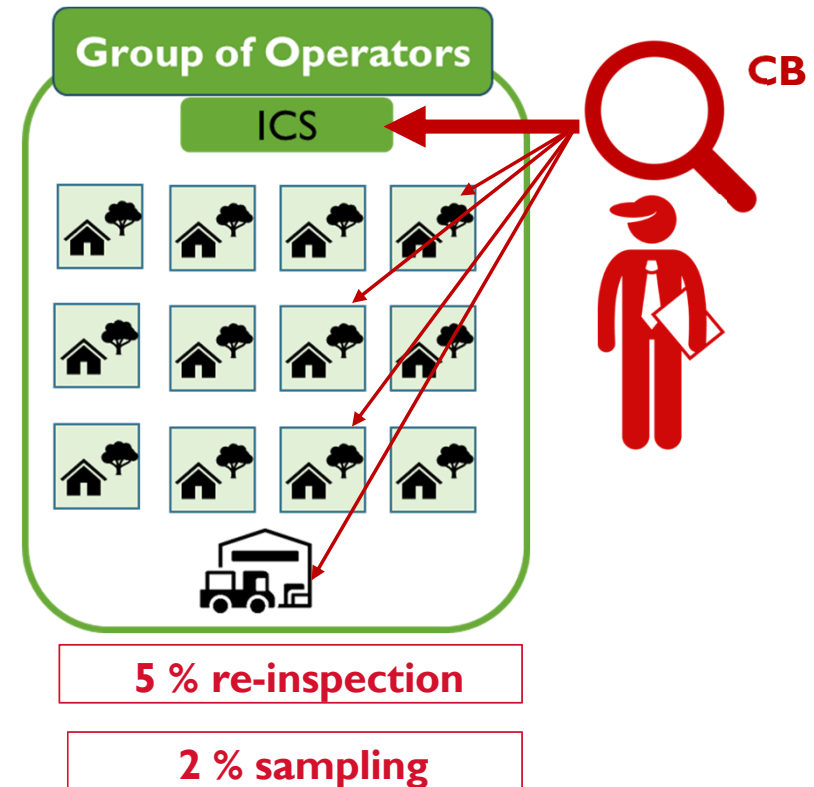 Group of Operators
CB
ICS
5 % re-inspection
2 % sampling